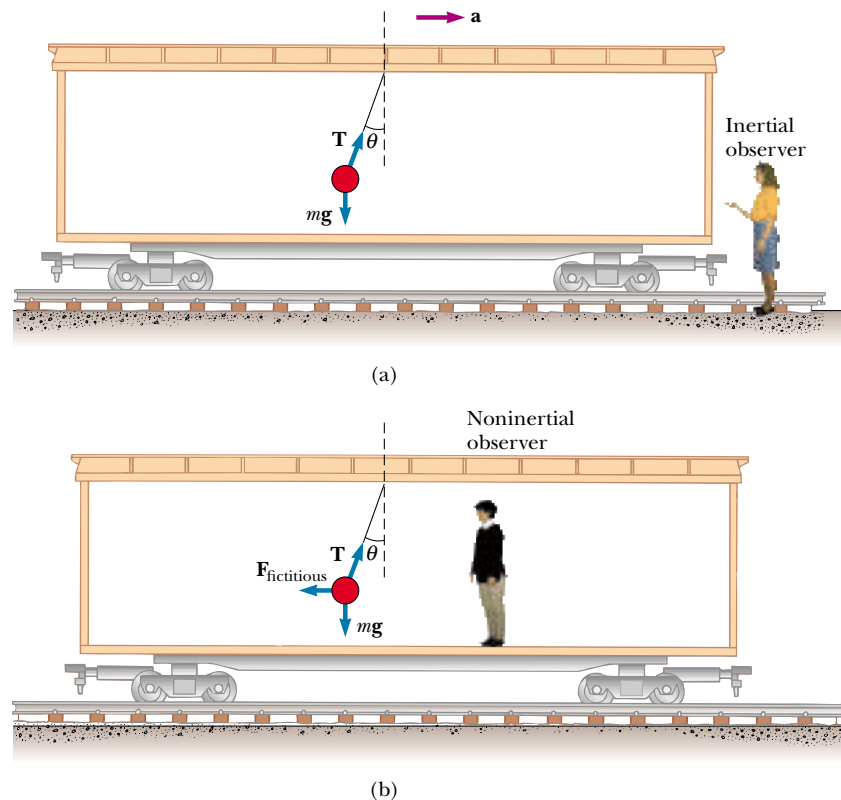 a
Inertial
observer
T
θ
mg
(a)
Noninertial
observer
T
θ
Ffictitious
mg
(b)